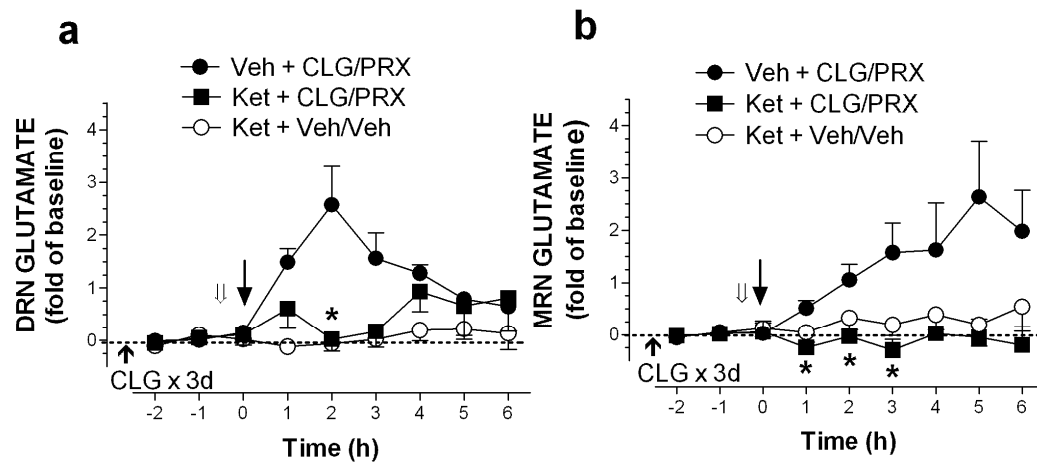 a
Veh + CLG/PRX
Ket + CLG/PRX
Ket + Veh/Veh
DRN GLUTAMATE
(fold of baseline)
4
3
2
1
0
*
CLG x 3d
-2 -1 0 1 2 3 4 5 6
Time (h)
b
Veh + CLG/PRX
Ket + CLG/PRX
Ket + Veh/Veh
MRN GLUTAMATE
(fold of baseline)
4
3
2
1
0
* * *
CLG x 3d
-2 -1 0 1 2 3 4 5 6
Time (h)